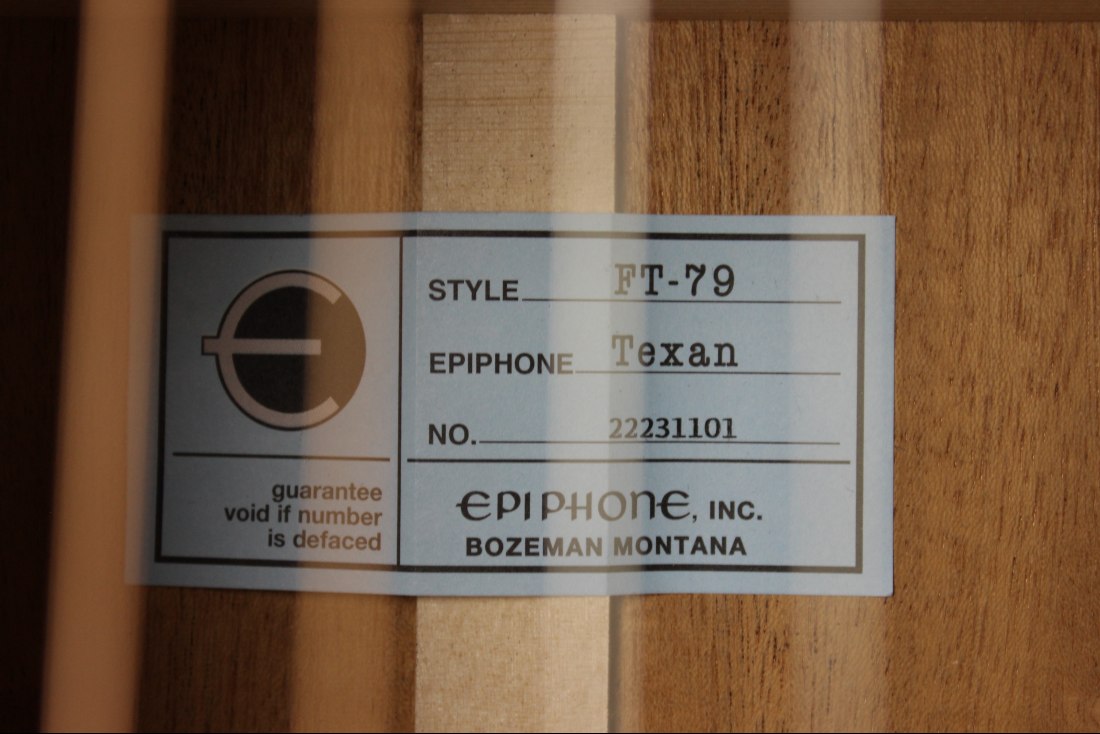 STYLE FT-79
EPIPHONE Texan
NO. 22231101
guarantee
void if number
is defaced
EPIPHONE, INC.
BOZEMAN MONTANA